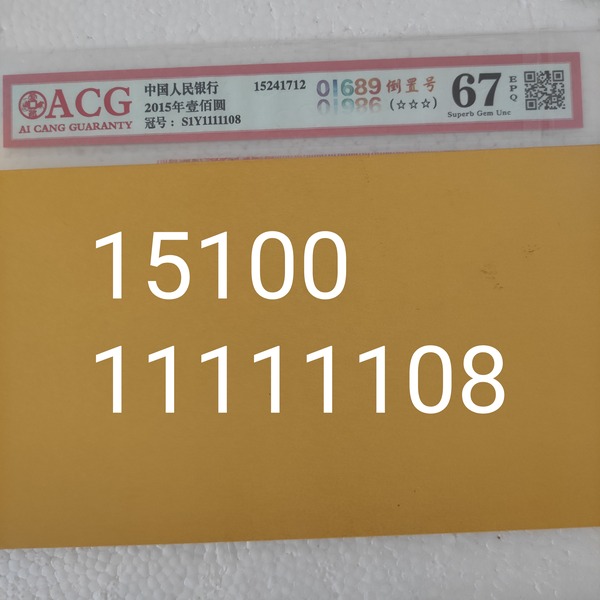 ACG
AI CANG GUARANTY
中国人民银行
2015年壹佰圆
冠号： S1Y1111108
15241712
01689 倒置号
(☆☆☆)
67
EPQ
Superb Gem Unc
15100
11111108